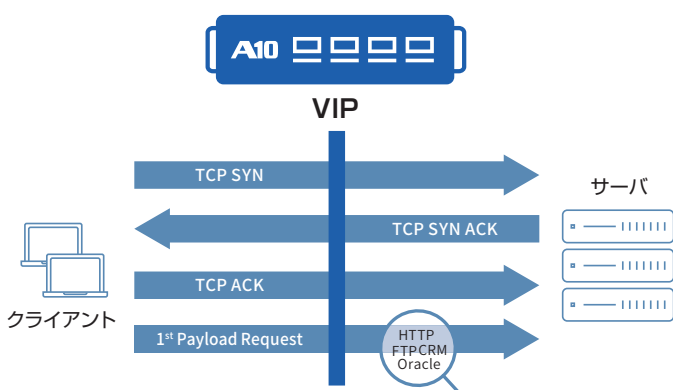 A10
VIP
TCP SYN
サーバ
TCP SYN ACK
TCP ACK
クライアント
1st Payload Request
HTTP
FTP CRM
Oracle